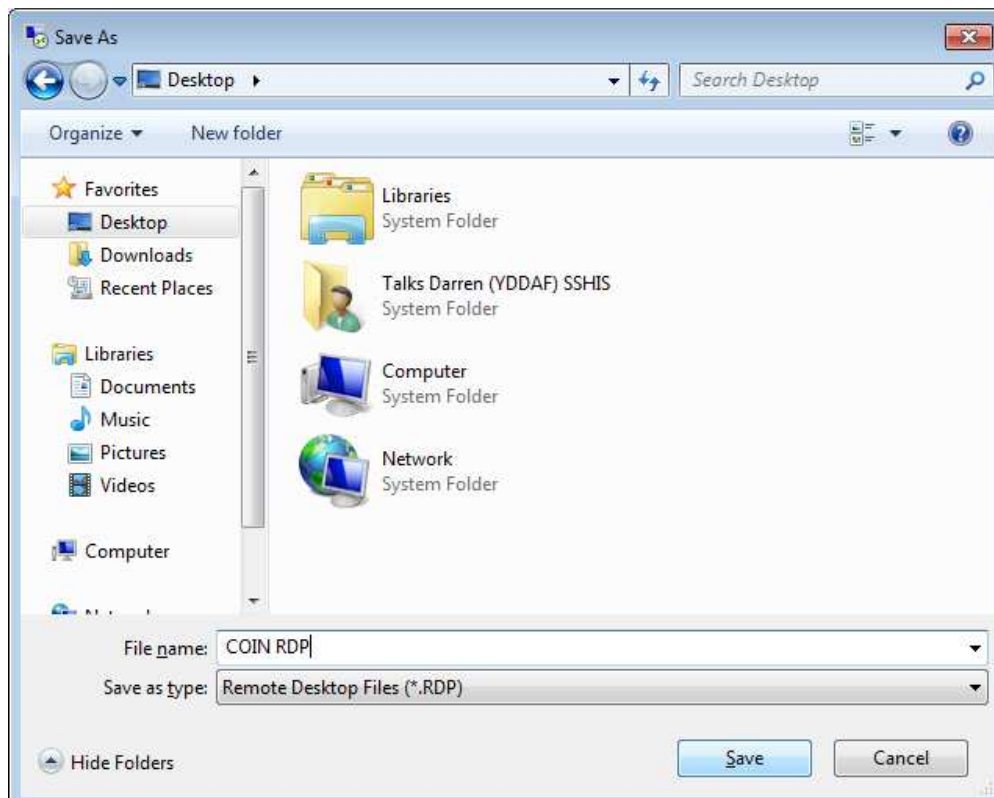 Save As
Desktop
Search Desktop
Organize
New folder
Favorites
Desktop
Downloads
Recent Places
Libraries
Documents
Music
Pictures
Videos
Computer
Libraries
System Folder
Talks Darren (YDDAF) SSHIS
System Folder
Computer
System Folder
Network
System Folder
File name: COIN RDP
Save as type: Remote Desktop Files (*.RDP)
Hide Folders
Save
Cancel